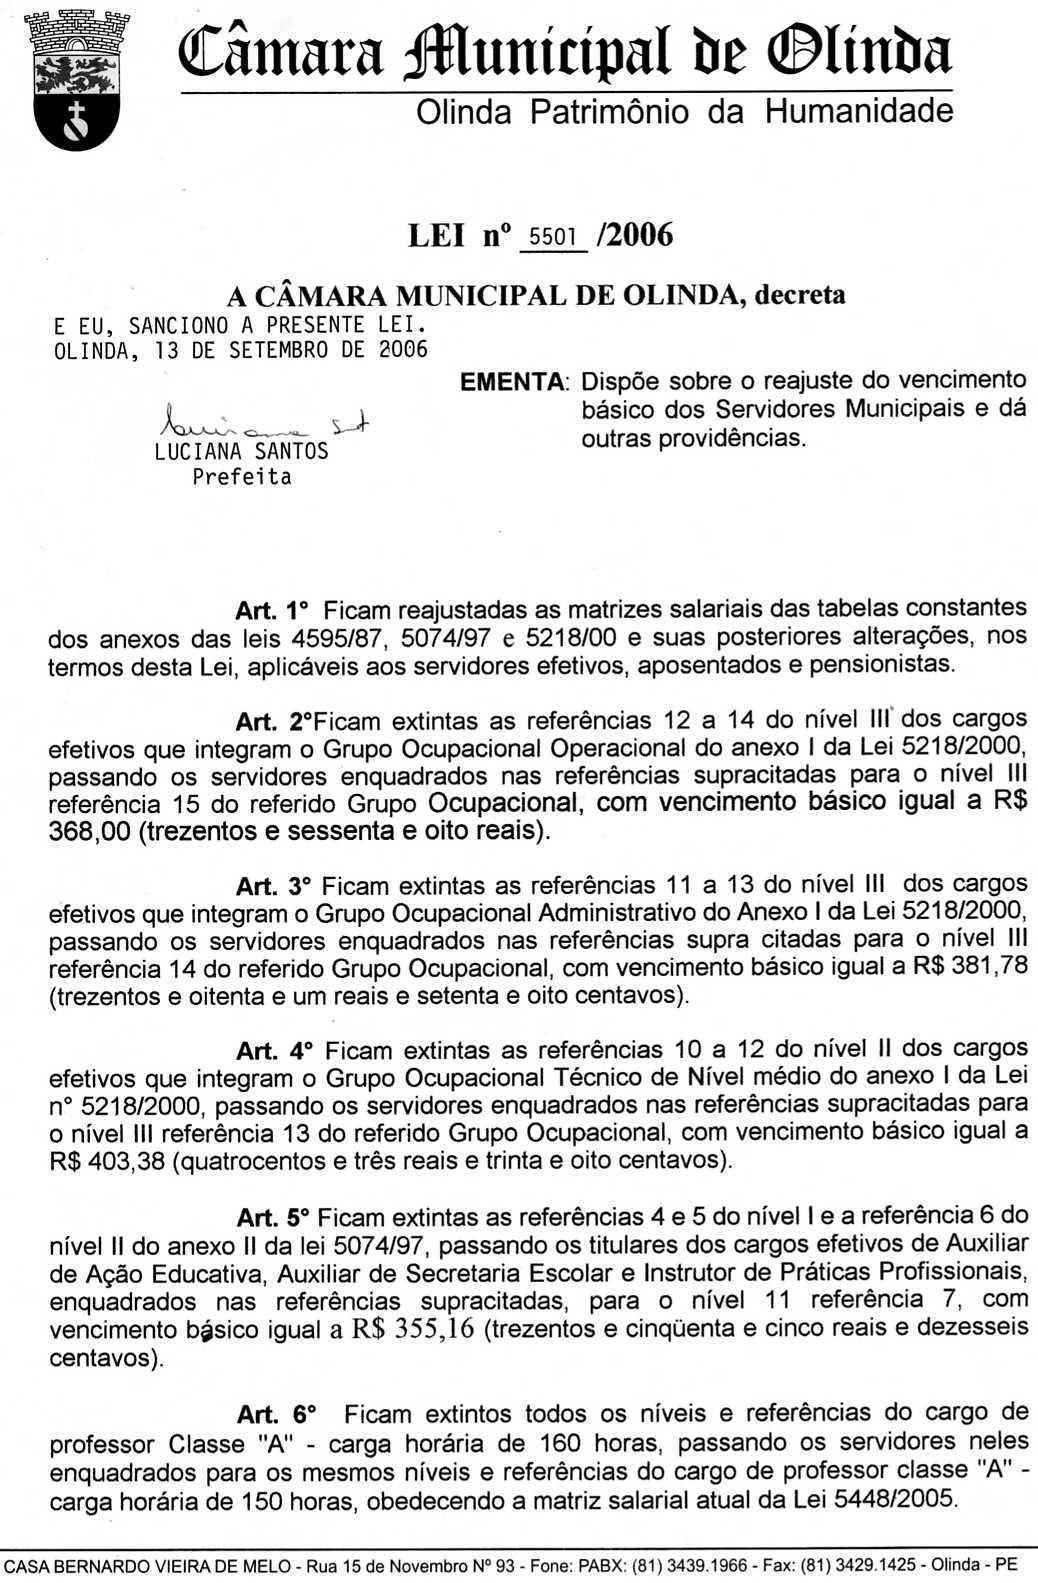 Câmara Municipal de Olinda
Olinda Patrimônio da Humanidade
LEI nº 5501 /2006
A CÂMARA MUNICIPAL DE OLINDA, decreta
E EU, SANCIONO A PRESENTE LEI.
OLINDA, 13 DE SETEMBRO DE 2006
EMENTA: Dispõe sobre o reajuste do vencimento
básico dos Servidores Municipais e dá
outras providências.
LUCIANA SANTOS
Prefeita
Art. 1º Ficam reajustadas as matrizes salariais das tabelas constantes
dos anexos das leis 4595/87, 5074/97 e 5218/00 e suas posteriores alterações, nos
termos desta Lei, aplicáveis aos servidores efetivos, aposentados e pensionistas.
Art. 2ºFicam extintas as referências 12 a 14 do nível III dos cargos
efetivos que integram o Grupo Ocupacional Operacional do anexo I da Lei 5218/2000,
passando os servidores enquadrados nas referências supracitadas para o nível III
referência 15 do referido Grupo Ocupacional, com vencimento básico igual a R$
368,00 (trezentos e sessenta e oito reais).
Art. 3º Ficam extintas as referências 11 a 13 do nível III dos cargos
efetivos que integram o Grupo Ocupacional Administrativo do Anexo I da Lei 5218/2000,
passando os servidores enquadrados nas referências supra citadas para o nível III
referência 14 do referido Grupo Ocupacional, com vencimento básico igual a R$ 381,78
(trezentos e oitenta e um reais e setenta e oito centavos).
Art. 4º Ficam extintas as referências 10 a 12 do nível II dos cargos
efetivos que integram o Grupo Ocupacional Técnico de Nível médio do anexo I da Lei
n° 5218/2000, passando os servidores enquadrados nas referências supracitadas para
o nível III referência 13 do referido Grupo Ocupacional, com vencimento básico igual a
R$ 403,38 (quatrocentos e três reais e trinta e oito centavos).
Art. 5º Ficam extintas as referências 4 e 5 do nível I e a referência 6 do
nível II do anexo II da lei 5074/97, passando os titulares dos cargos efetivos de Auxiliar
de Ação Educativa, Auxiliar de Secretaria Escolar e Instrutor de Práticas Profissionais,
enquadrados nas referências supracitadas, para o nível 11 referência 7, com
vencimento básico igual a R$ 355,16 (trezentos e cinqüenta e cinco reais e dezesseis
centavos).
Art. 6º Ficam extintos todos os níveis e referências do cargo de
professor Classe "A" - carga horária de 160 horas, passando os servidores neles
enquadrados para os mesmos níveis e referências do cargo de professor classe "A" -
carga horária de 150 horas, obedecendo a matriz salarial atual da Lei 5448/2005.
CASA BERNARDO VIEIRA DE MELO - Rua 15 de Novembro Nº 93 - Fone: PABX: (81) 3439.1966 - Fax: (81) 3429.1425 - Olinda - PE